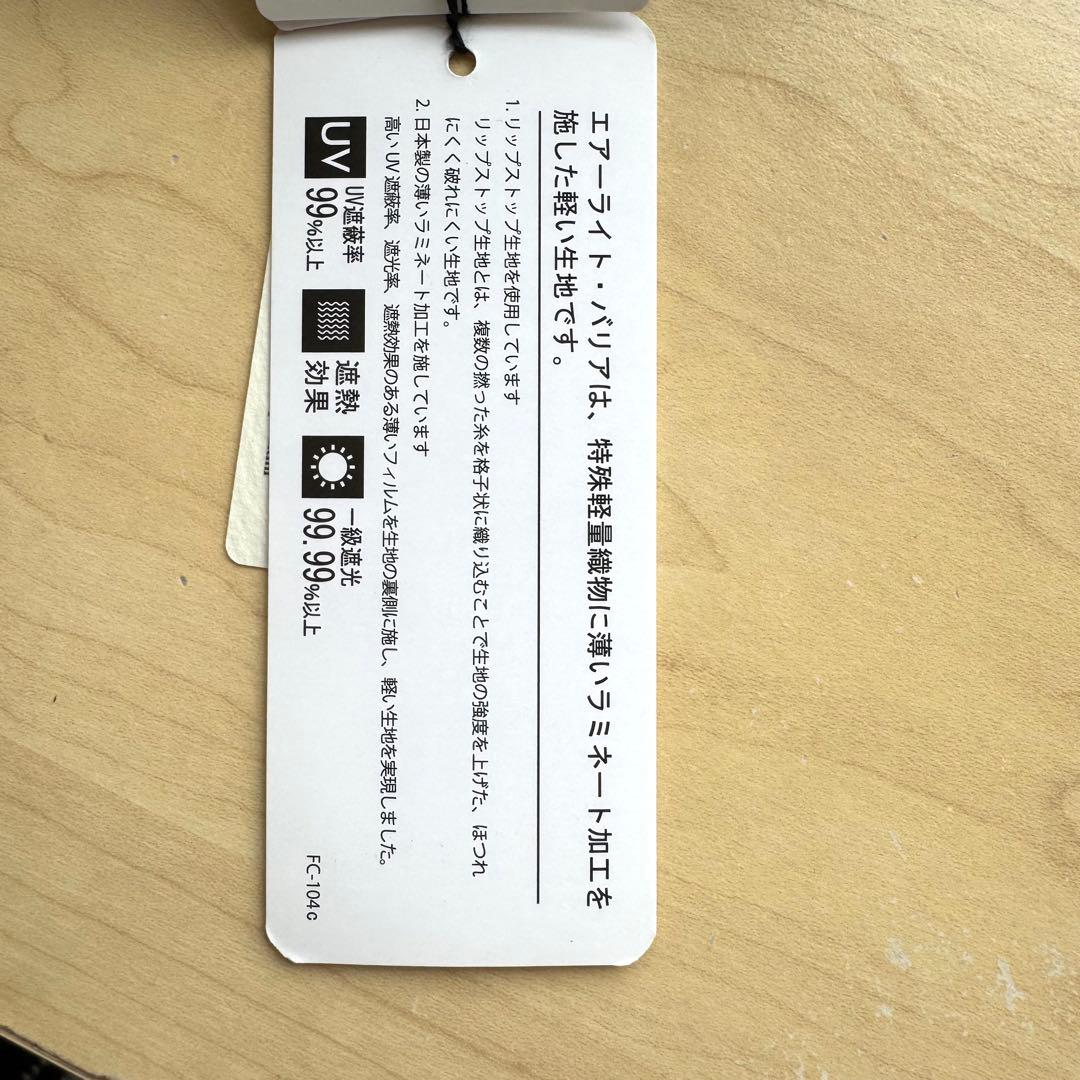 エアーライト・バリアは、特殊軽量織物に薄いラミネート加工を
施した軽い生地です。
1. リップストップ生地を使用しています
リップストップ生地とは、複数の撚った糸を格子状に織り込むことで生地の強度を上げた、ほつれ
にくく破れにくい生地です。
2. 日本製の薄いラミネート加工を施しています
高い UV 遮蔽率、遮光率、遮熱効果のある薄いフィルムを生地の裏側に施し、軽い生地を実現しました。
UV
UV遮蔽率
99%以上
遮熱
効果
一級遮光
99.99%以上
FC-104c